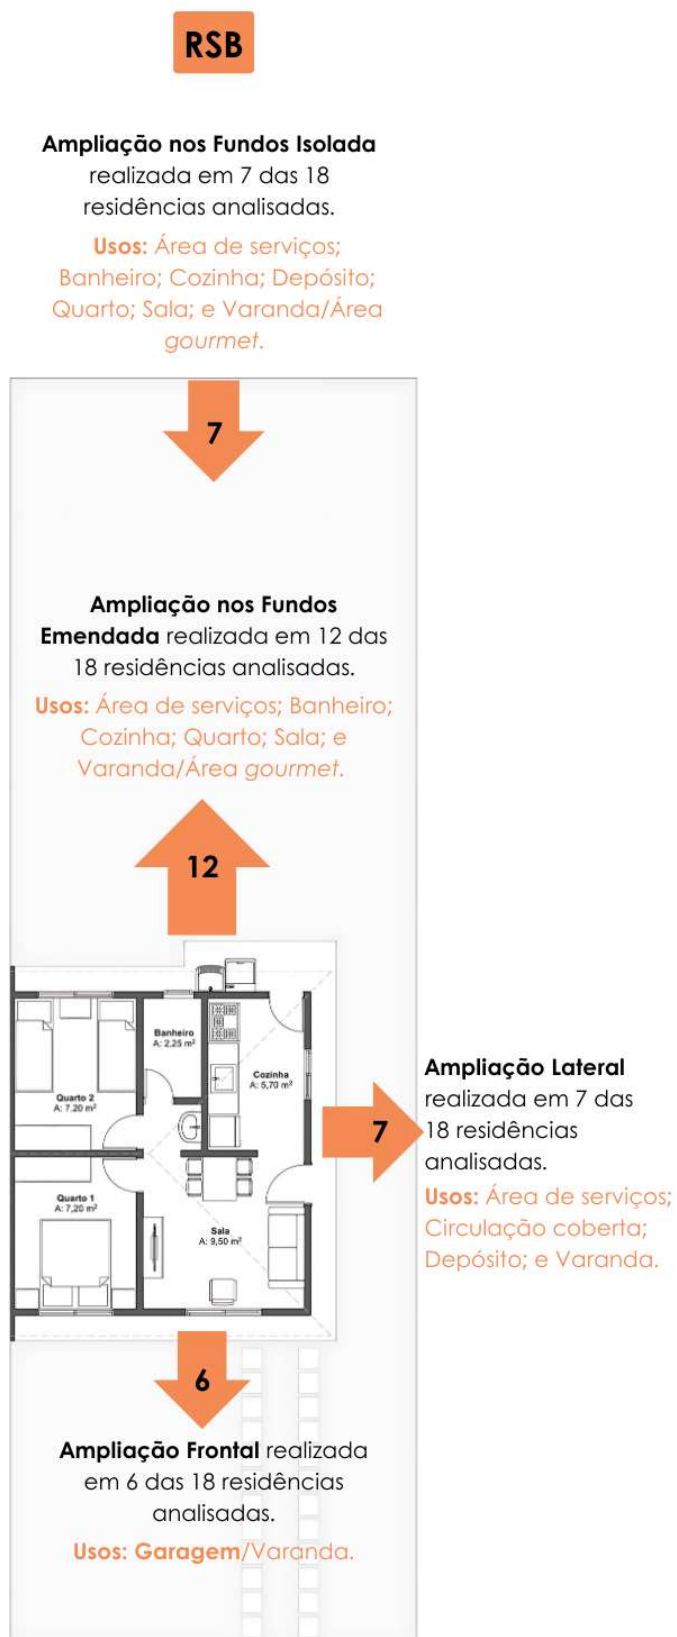 RSB
Ampliação nos Fundos Isolada
realizada em 7 das 18
residências analisadas.
Usos: Área de serviços;
Banheiro; Cozinha; Depósito;
Quarto; Sala; e Varanda/Área
gourmet.
7
Ampliação nos Fundos
Emendada realizada em 12 das
18 residências analisadas.
Usos: Área de serviços; Banheiro;
Cozinha; Quarto; Sala; e
Varanda/Área gourmet.
12
Banheiro
A: 2,25 m²
Cozinha
A: 5,70 m²
Quarto 2
A: 7,20 m²
Quarto 1
A: 7,20 m²
Sala
A: 9,50 m²
7
Ampliação Lateral
realizada em 7 das
18 residências
analisadas.
Usos: Área de serviços;
Circulação coberta;
Depósito; e Varanda.
6
Ampliação Frontal realizada
em 6 das 18 residências
analisadas.
Usos: Garagem/Varanda.